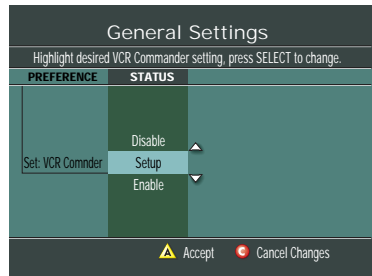 General Settings
Highlight desired VCR Commander setting, press SELECT to change.
PREFERENCE STATUS
Disable
Set: VCR Comnder Setup
Enable
A Accept C Cancel Changes